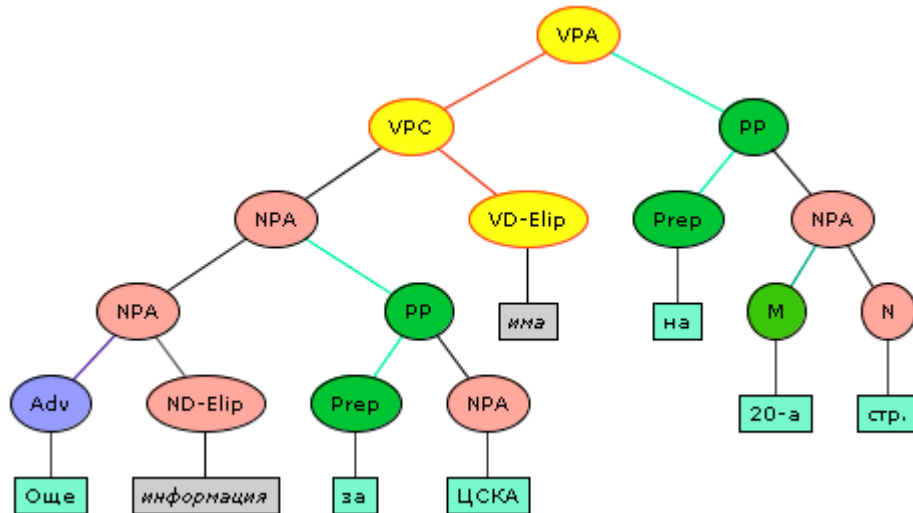 VPA
VPC PP
NPA VD-Elip Prep NPA
NPA PP има на M N
Adv ND-Elip Prep NPA 20-а стр.
Още информация за ЦСКА